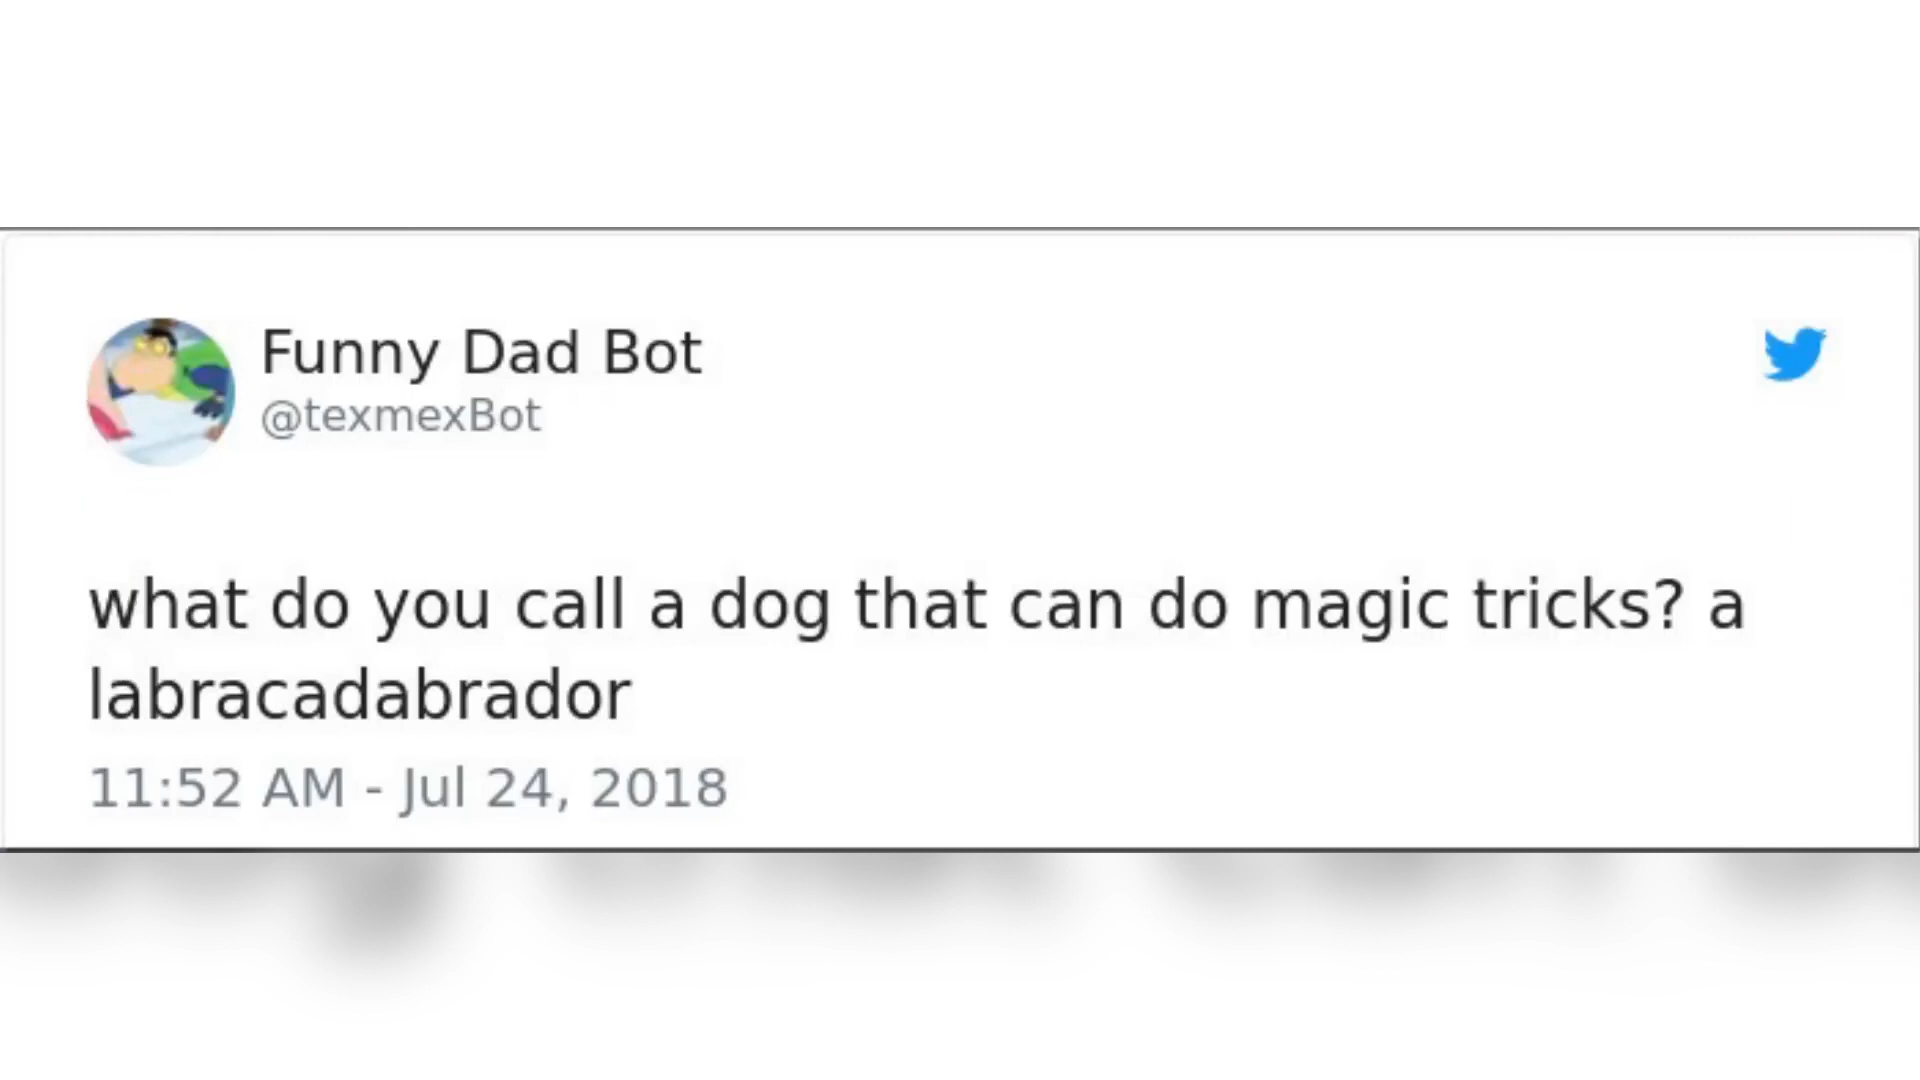 Funny Dad Bot
@texmexBot
what do you call a dog that can do magic tricks? a
labracadabrador
11:52 AM - Jul 24, 2018